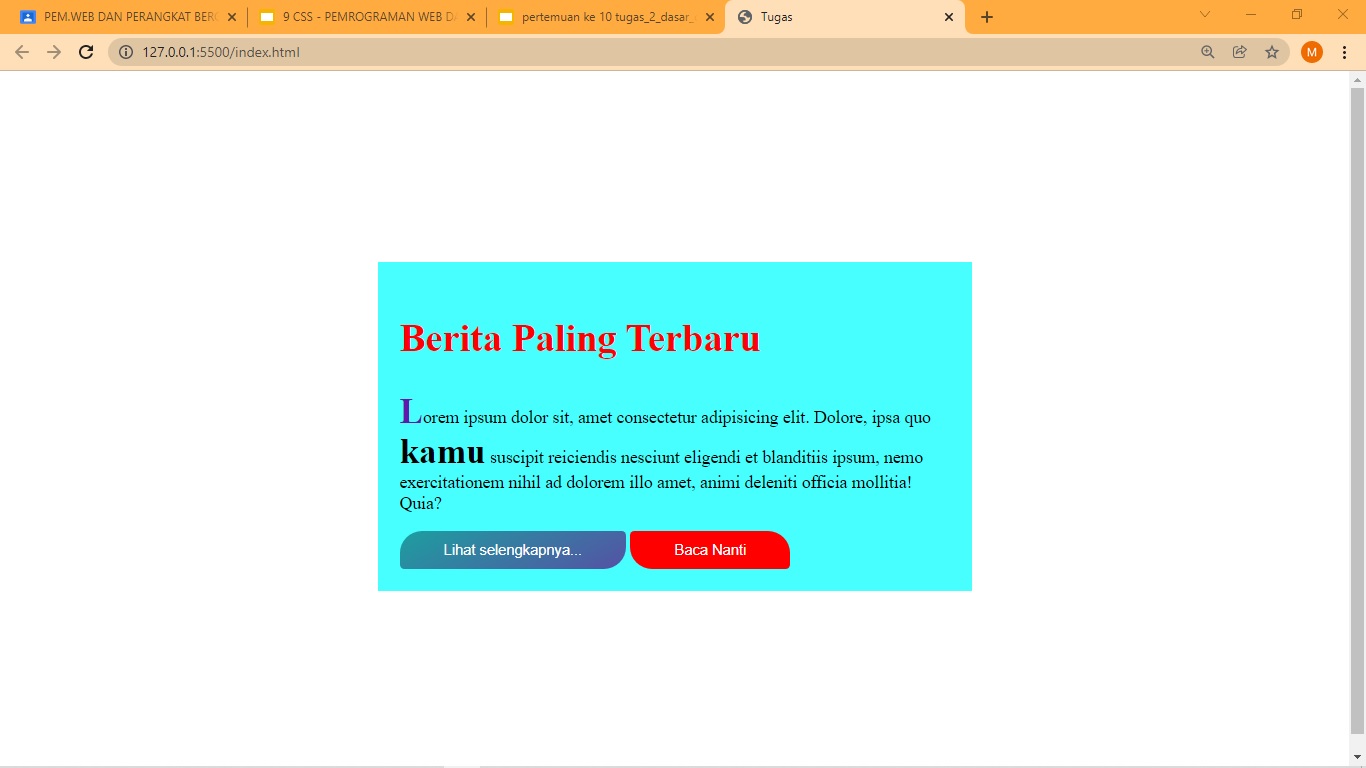 PEM.WEB DAN PERANGKAT BERG
9 CSS - PEMROGRAMAN WEB DA
pertemuan ke 10 tugas_2_dasar_
Tugas
127.0.0.1:5500/index.html
M
Berita Paling Terbaru
Lorem ipsum dolor sit, amet consectetur adipisicing elit. Dolore, ipsa quo
kamu suscipit reiciendis nesciunt eligendi et blanditiis ipsum, nemo
exercitationem nihil ad dolorem illo amet, animi deleniti officia mollitia!
Quia?
Lihat selengkapnya... Baca Nanti